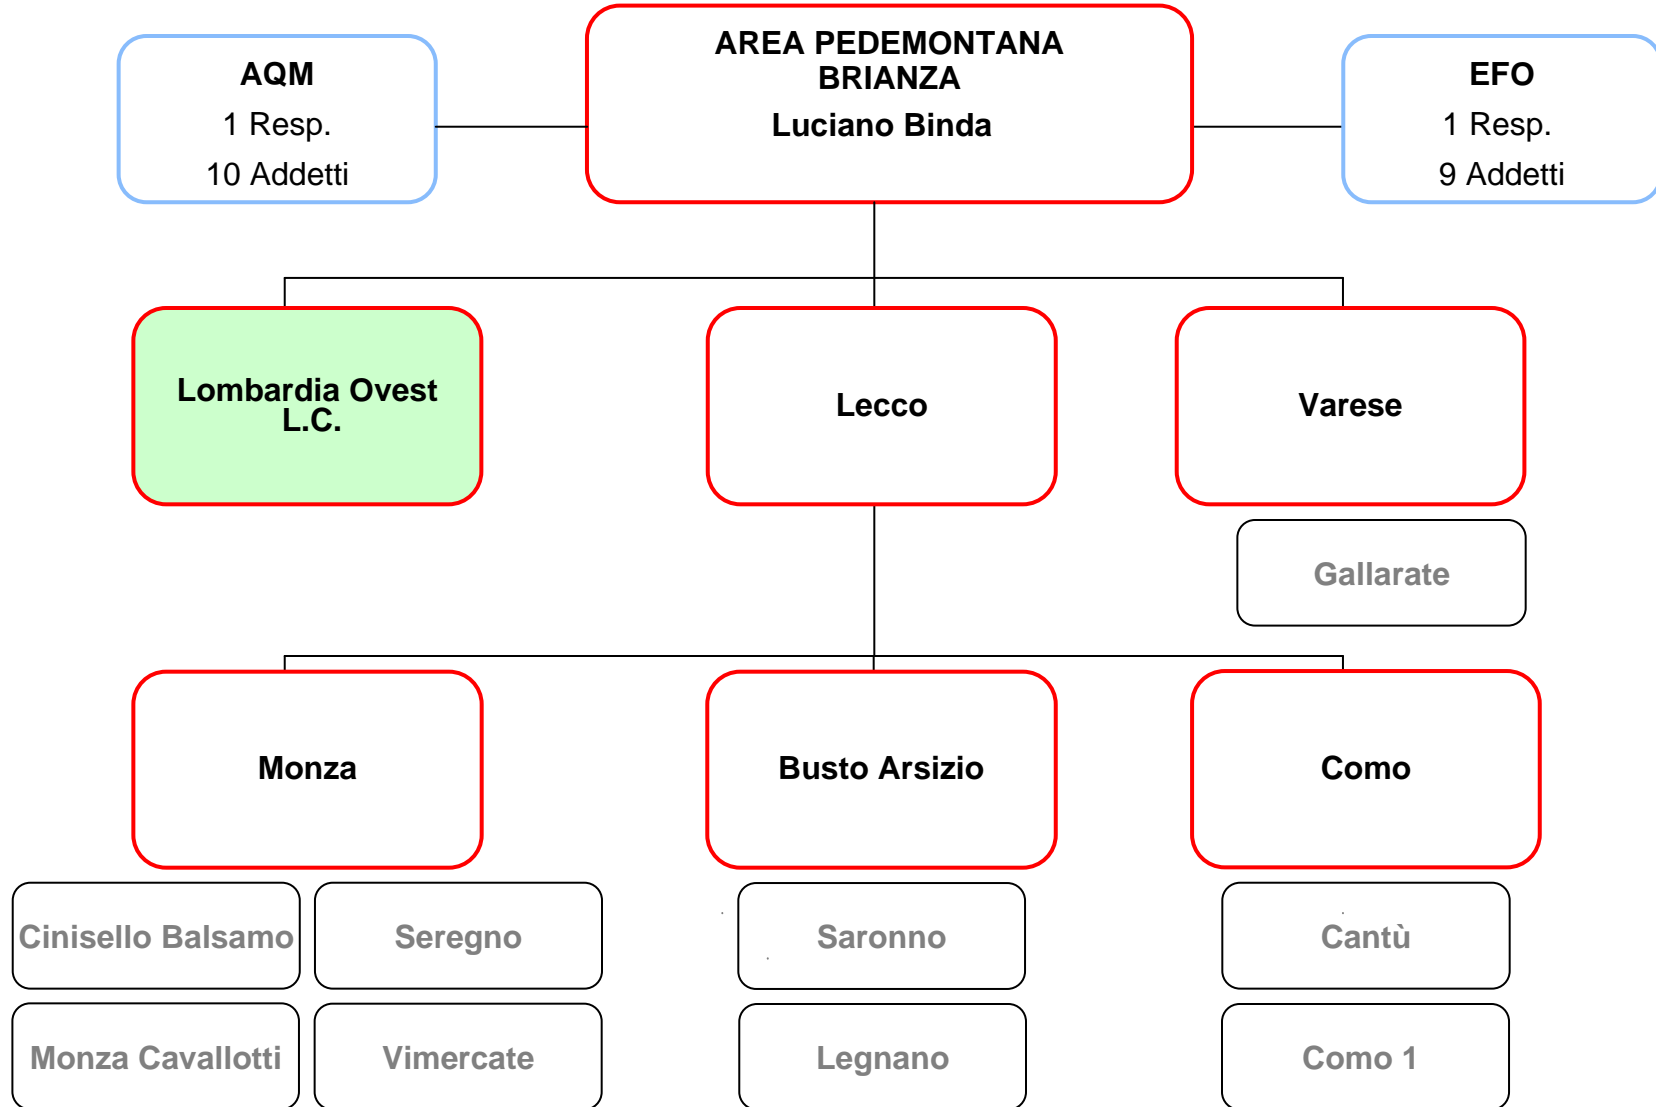 AQM
1 Resp.
10 Addetti
AREA PEDEMONTANA
BRIANZA
Luciano Binda
EFO
1 Resp.
9 Addetti
Lombardia Ovest
L.C.
Lecco
Varese
Gallarate
Monza
Busto Arsizio
Como
Cinisello Balsamo
Seregno
Saronno
Cantù
Monza Cavallotti
Vimercate
Legnano
Como 1